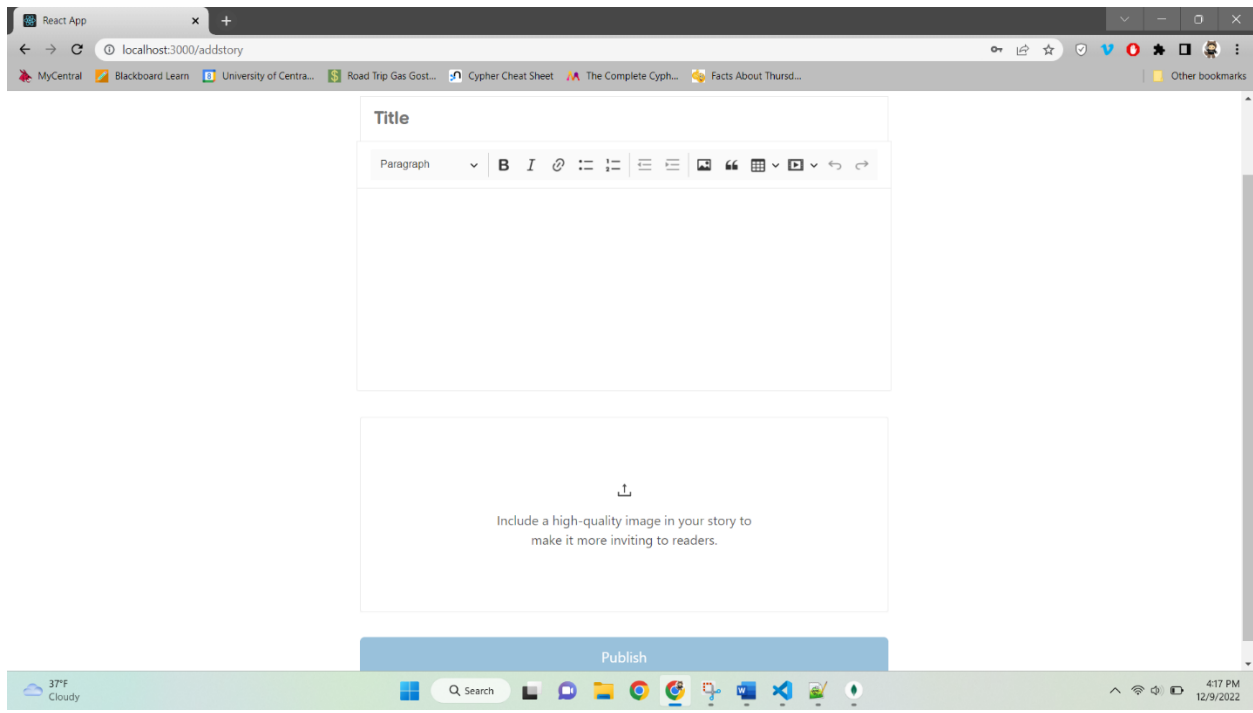 React App
localhost:3000/addstory
MyCentral Blackboard Learn University of Centra... Road Trip Gas Gost... Cypher Cheat Sheet The Complete Cyph... Facts About Thursd... Other bookmarks
Title
Paragraph
Include a high-quality image in your story to
make it more inviting to readers.
Publish
37°F
Cloudy
Search
4:17 PM
12/9/2022